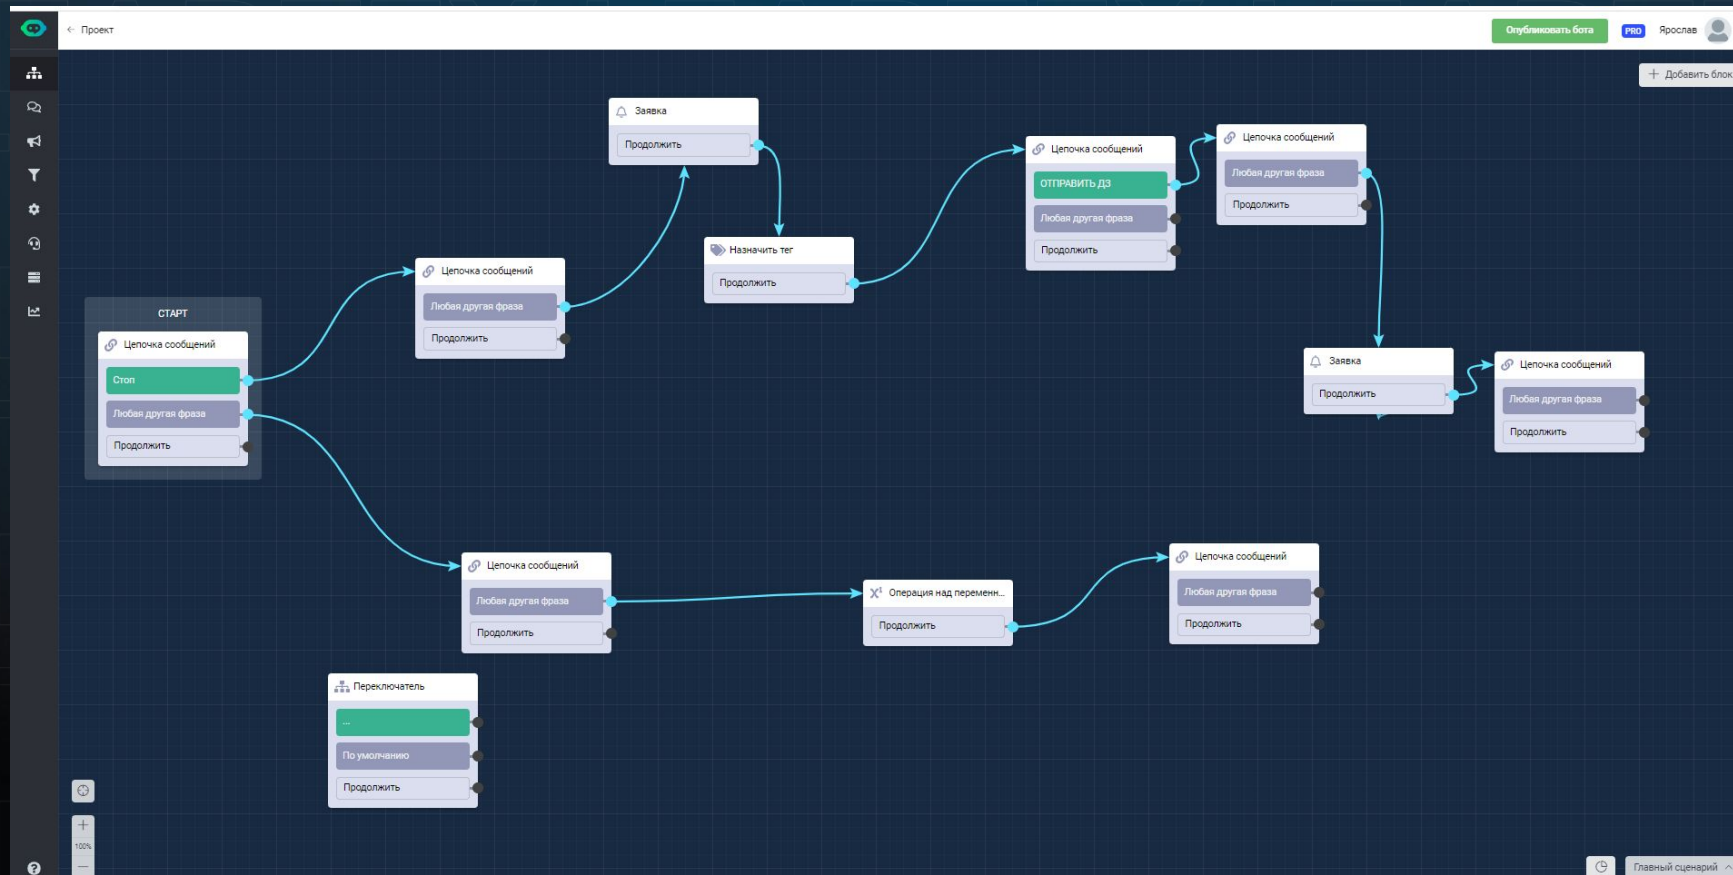 ← Проект
Опубликовать бота
PRO
Ярослав
+ Добавить блок
Заявка
Продолжить
Цепочка сообщений
ОТПРАВИТЬ ДЗ
Любая другая фраза
Продолжить
Цепочка сообщений
Любая другая фраза
Продолжить
Назначить тег
Продолжить
Цепочка сообщений
Любая другая фраза
Продолжить
СТАРТ
Цепочка сообщений
Стоп
Любая другая фраза
Продолжить
Заявка
Продолжить
Цепочка сообщений
Любая другая фраза
Продолжить
Цепочка сообщений
Любая другая фраза
Продолжить
X¹ Операция над переменн...
Продолжить
Цепочка сообщений
Любая другая фраза
Продолжить
Переключатель
...
По умолчанию
Продолжить
+
100%
—
?
Главный сценарий